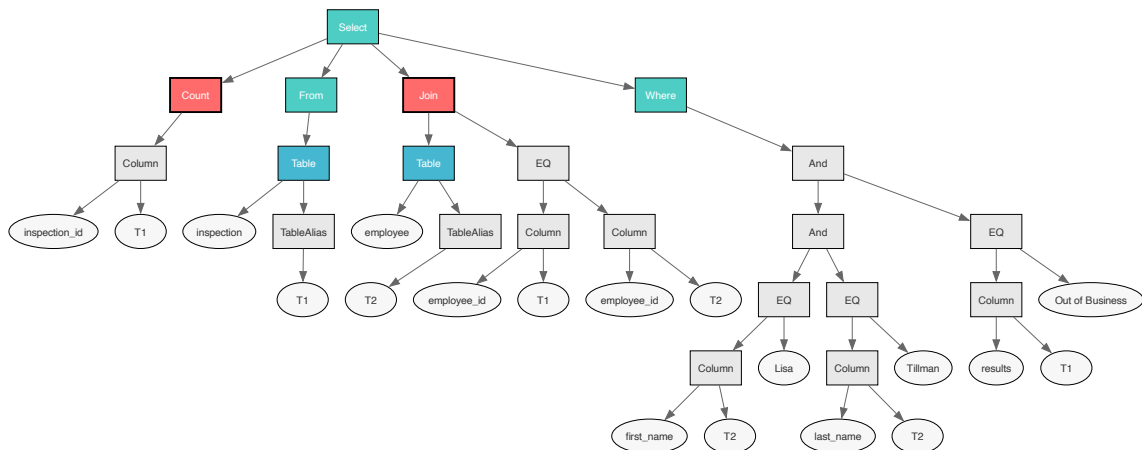 Select
Count
From
Join
Where
Column
Table
Table
EQ
And
inspection_id
T1
inspection
TableAlias
employee
TableAlias
Column
Column
And
EQ
T1
T2
employee_id
T1
employee_id
T2
EQ
EQ
Column
Out of Business
Column
Lisa
Column
Tillman
results
T1
first_name
T2
last_name
T2